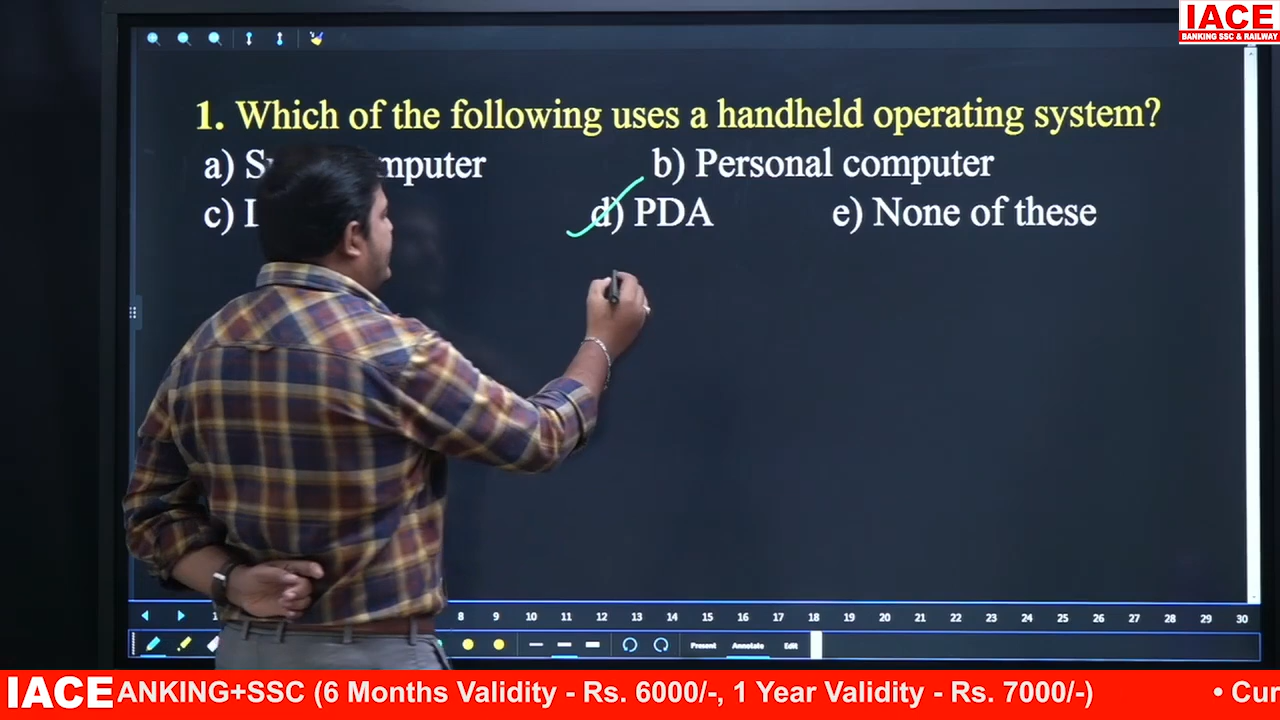 IACE
BANKING SSC & RAILWAY
1. Which of the following uses a handheld operating system?
a) mputer b) Personal computer
c) d) PDA e) None of these
8 9 10 11 12 13 14 15 16 17 18 19 20 21 22 23 24 25 26 27 28 29 30
Present Annotate Edit
IACE ANKING+SSC (6 Months Validity - Rs. 6000/-, 1 Year Validity - Rs. 7000/-) • Cur